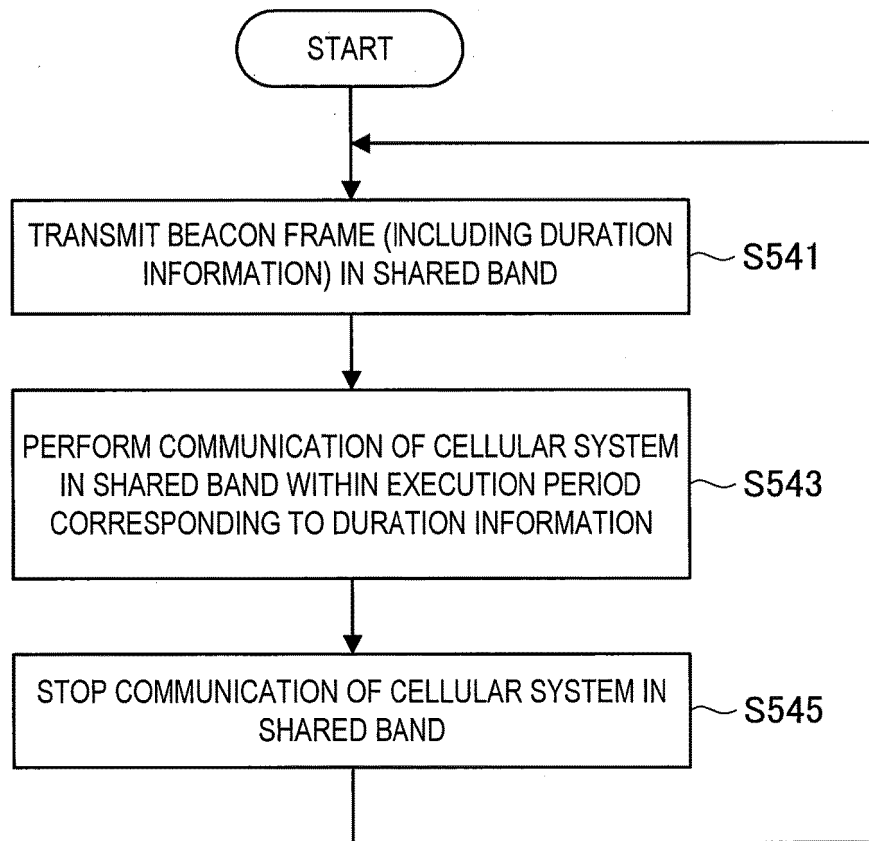 START
TRANSMIT BEACON FRAME (INCLUDING DURATION
INFORMATION) IN SHARED BAND
S541
PERFORM COMMUNICATION OF CELLULAR SYSTEM
IN SHARED BAND WITHIN EXECUTION PERIOD
CORRESPONDING TO DURATION INFORMATION
S543
STOP COMMUNICATION OF CELLULAR SYSTEM IN
SHARED BAND
S545